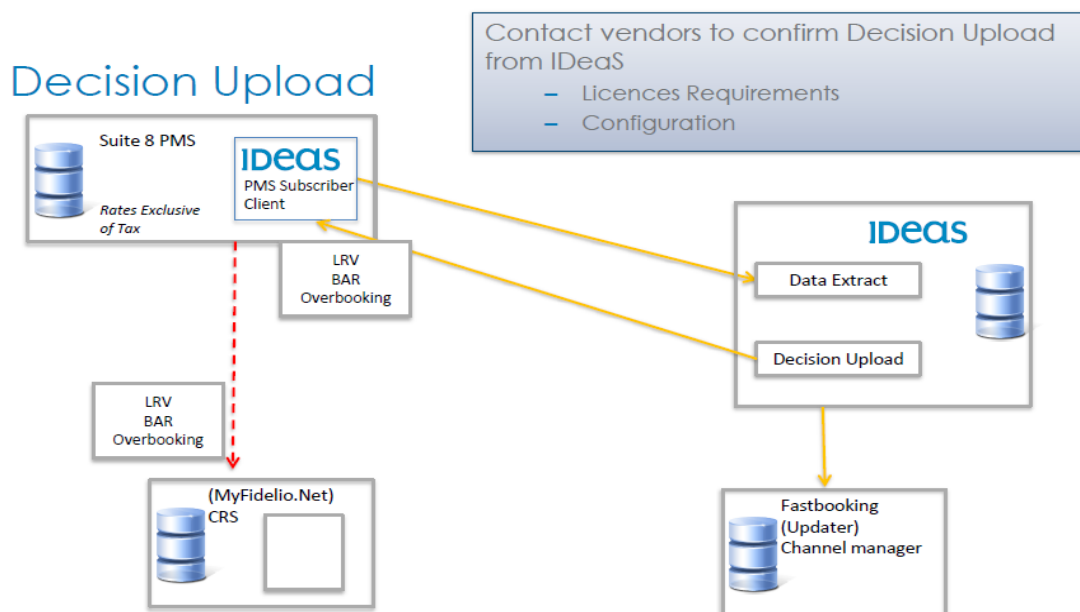 Decision Upload
Contact vendors to confirm Decision Upload
from IDeaS
– Licences Requirements
– Configuration
Suite 8 PMS
Rates Exclusive
of Tax
IDeas
PMS Subscriber
Client
LRV
BAR
Overbooking
IDeas
Data Extract
Decision Upload
LRV
BAR
Overbooking
(MyFidelio.Net)
CRS
Fastbooking
(Updater)
Channel manager